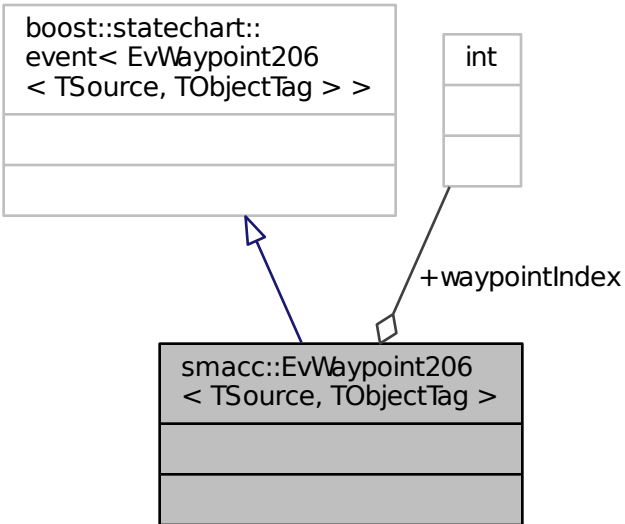 boost::statechart::
event< EvWaypoint206
< TSource, TObjectTag > >
int
+waypointIndex
smacc::EvWaypoint206
< TSource, TObjectTag >